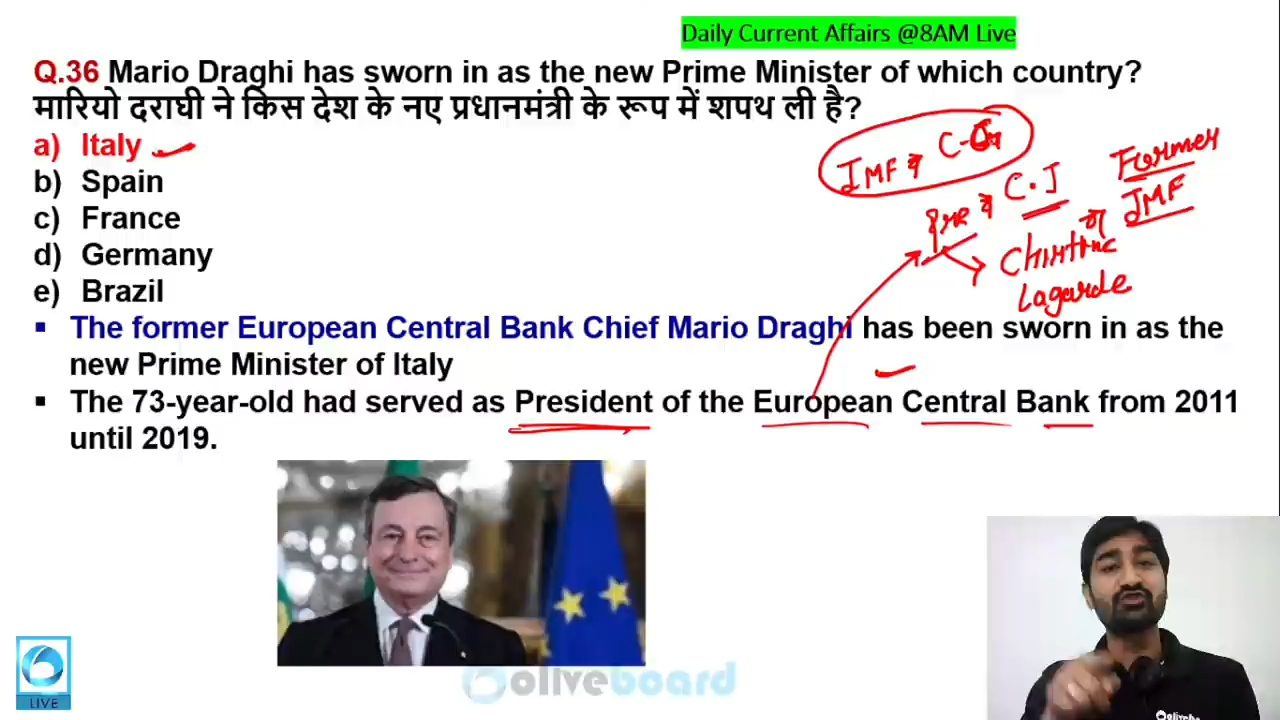 Daily Current Affairs @8AM Live
Q.36 Mario Draghi has sworn in as the new Prime Minister of which country?
मारियो दराघी ने किस देश के नए प्रधानमंत्री के रूप में शपथ ली है?
a) Italy
b) Spain
c) France
d) Germany
e) Brazil
IMF
Former
IMF
Lagarde
▪ The former European Central Bank Chief Mario Draghi has been sworn in as the
new Prime Minister of Italy
▪ The 73-year-old had served as President of the European Central Bank from 2011
until 2019.
oliveboard
LIVE
oliveboard